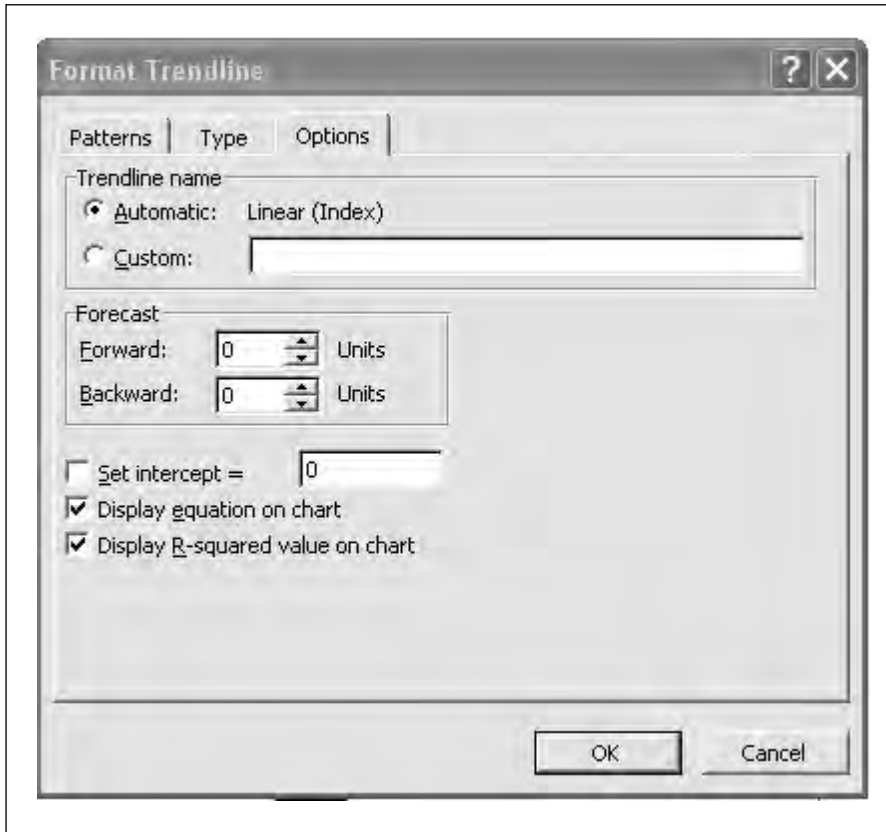 Format Trendline
Patterns Type Options
Trendline name
Automatic: Linear (Index)
Custom:
Forecast
Forward: 0 Units
Backward: 0 Units
Set intercept = 0
Display equation on chart
Display R-squared value on chart
OK Cancel